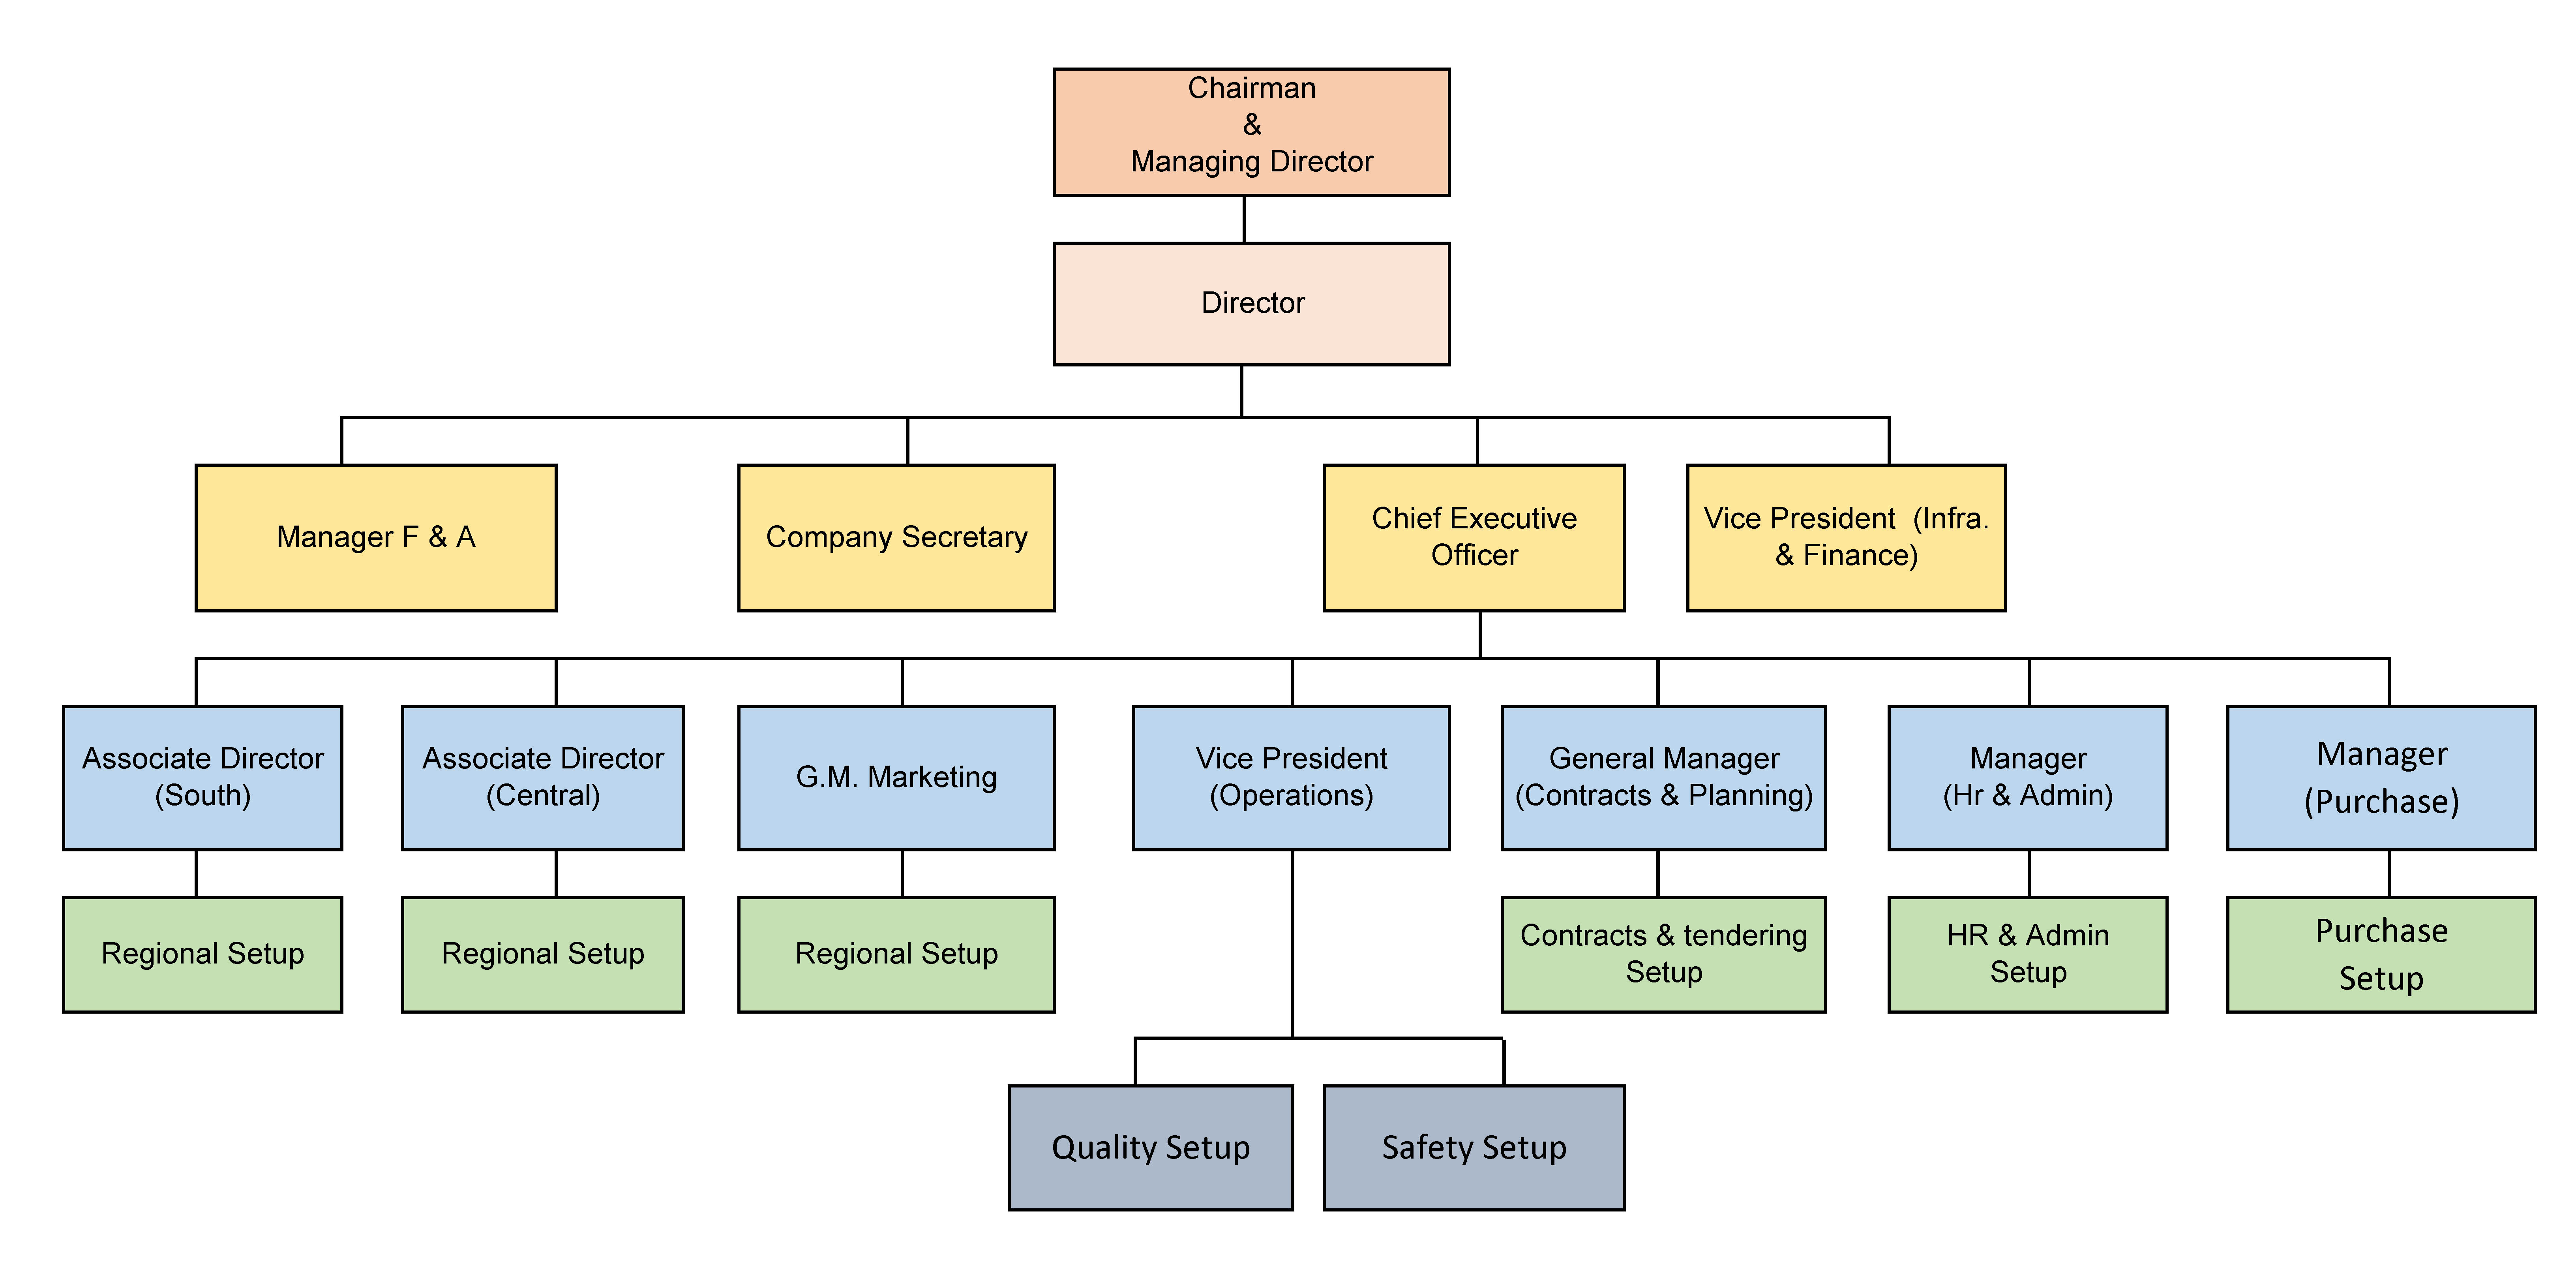 Chairman
&
Managing Director
Director
Manager F & A
Company Secretary
Chief Executive
Officer
Vice President (Infra.
& Finance)
Associate Director
(South)
Associate Director
(Central)
G.M. Marketing
Vice President
(Operations)
General Manager
(Contracts & Planning)
Manager
(Hr & Admin)
Manager
(Purchase)
Regional Setup
Regional Setup
Regional Setup
Contracts & tendering
Setup
HR & Admin
Setup
Purchase
Setup
Quality Setup
Safety Setup